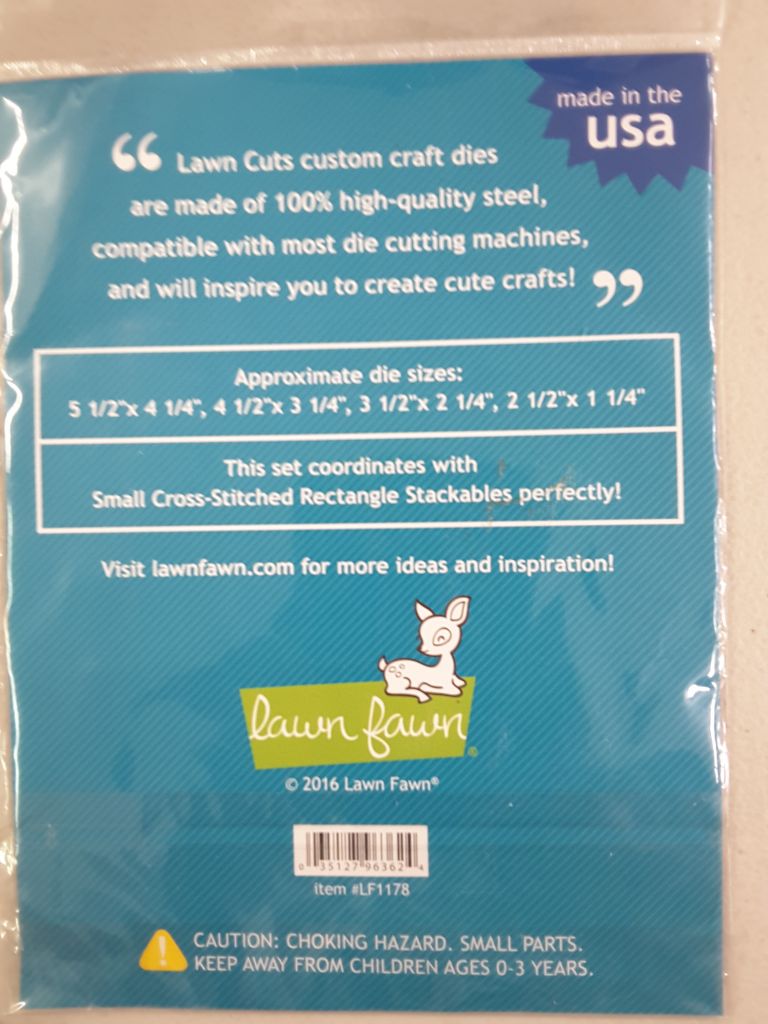 made in the
usa
“ Lawn Cuts custom craft dies
are made of 100% high-quality steel,
compatible with most die cutting machines,
and will inspire you to create cute crafts! ”
Approximate die sizes:
5 1/2"x 4 1/4", 4 1/2"x 3 1/4", 3 1/2"x 2 1/4", 2 1/2"x 1 1/4"
This set coordinates with
Small Cross-Stitched Rectangle Stackables perfectly!
Visit lawnfawn.com for more ideas and inspiration!
lawn fawn®
© 2016 Lawn Fawn®
0 35127 96362 4
item #LF1178
CAUTION: CHOKING HAZARD. SMALL PARTS.
KEEP AWAY FROM CHILDREN AGES 0-3 YEARS.